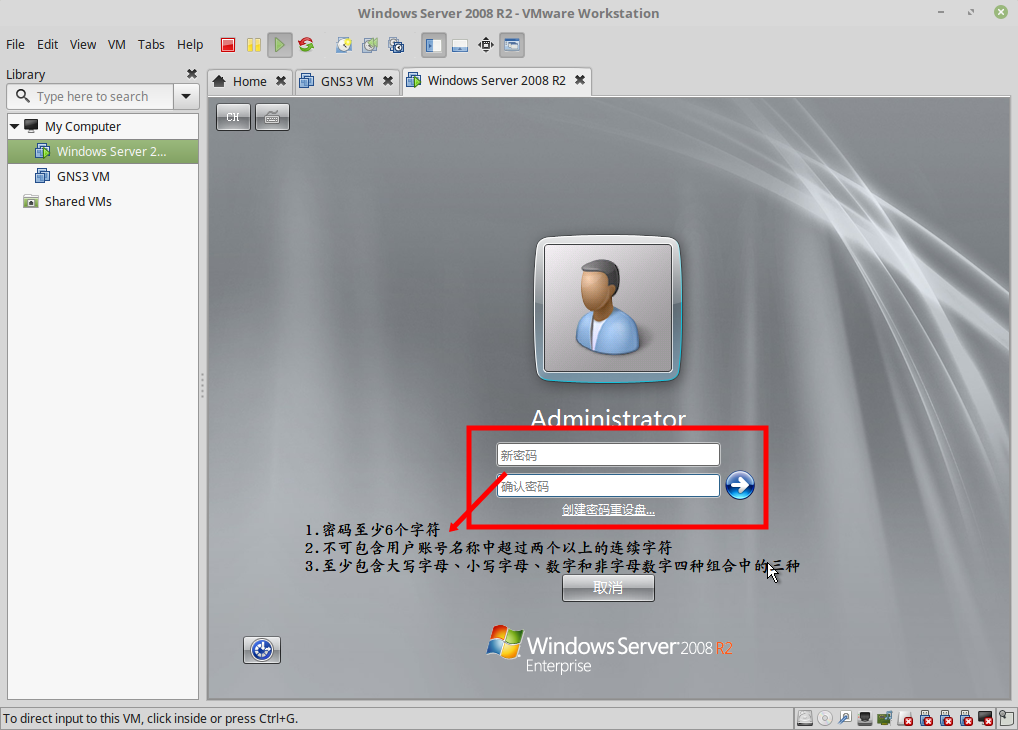 Windows Server 2008 R2 - VMware Workstation
File Edit View VM Tabs Help
Library
Type here to search
My Computer
Windows Server 2...
GNS3 VM
Shared VMs
Home
GNS3 VM
Windows Server 2008 R2
CH
Administrator
新密码
确认密码
创建密码重设盘...
1.密码至少6个字符
2.不可包含用户账号名称中超过两个以上的连续字符
3.至少包含大写字母、小写字母、数字和非字母数字四种组合中的三种
取消
Windows Server 2008 R2
Enterprise
To direct input to this VM, click inside or press Ctrl+G.